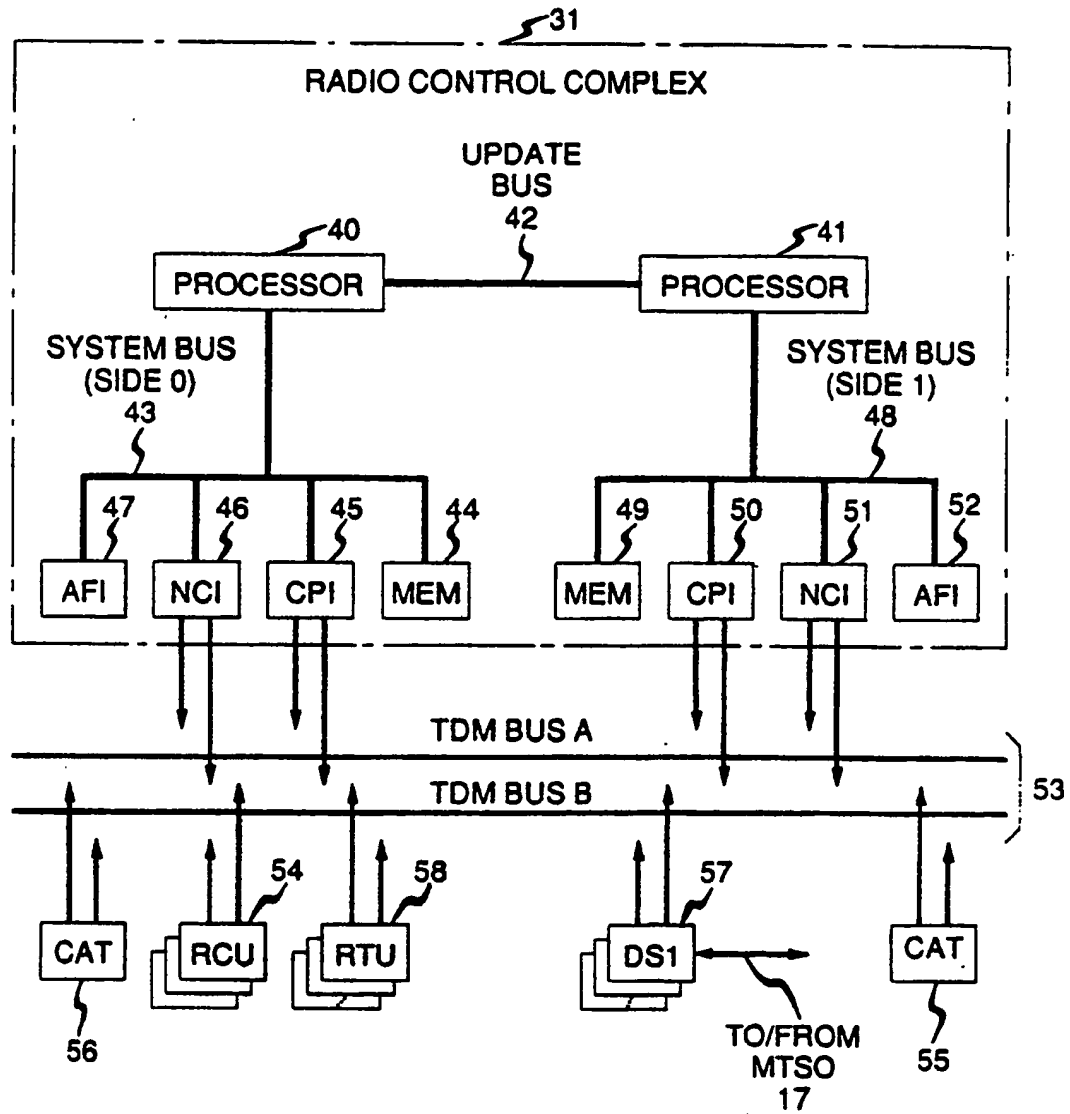 31
RADIO CONTROL COMPLEX
UPDATE
BUS
42
40
41
PROCESSOR
PROCESSOR
SYSTEM BUS
(SIDE 0)
43
SYSTEM BUS
(SIDE 1)
48
47
46
45
44
49
50
51
52
AFI
NCI
CPI
MEM
MEM
CPI
NCI
AFI
TDM BUS A
TDM BUS B
53
54
58
57
CAT
RCU
RTU
DS1
CAT
56
TO/FROM
MTSO
17
55